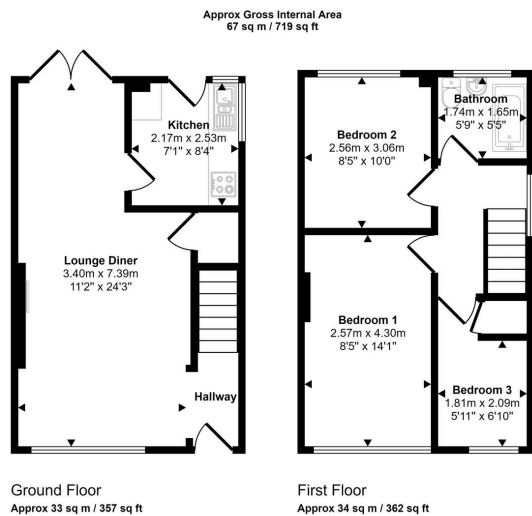 Approx Gross Internal Area
67 sq m / 719 sq ft
Kitchen
2.17m x 2.53m
7'1" x 8'4"
Lounge Diner
3.40m x 7.39m
11'2" x 24'3"
Hallway
Ground Floor
Approx 33 sq m / 357 sq ft
Bathroom
1.74m x 1.65m
5'9" x 5'5"
Bedroom 2
2.56m x 3.06m
8'5" x 10'0"
Bedroom 1
2.57m x 4.30m
8'5" x 14'1"
Bedroom 3
1.81m x 2.09m
5'11" x 6'10"
First Floor
Approx 34 sq m / 362 sq ft